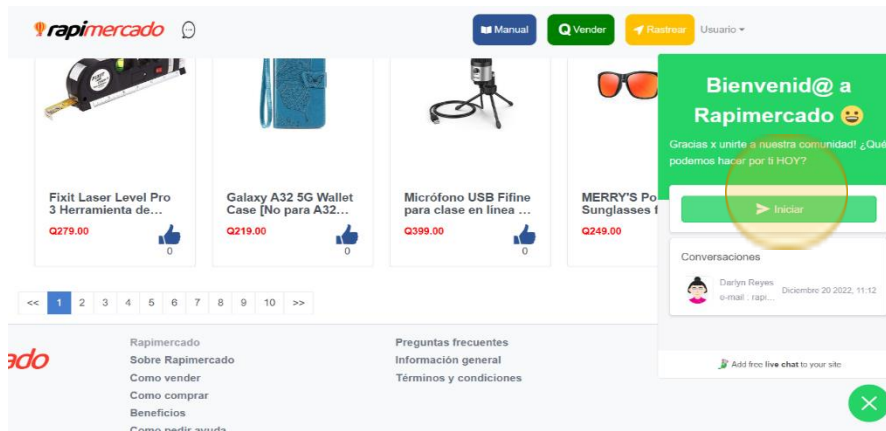 rapimercado
Manual
Q Vender
Rastrear
Usuario
Bienvenid@ a
Rapimercado 😀
Gracias x unirte a nuestra comunidad! ¿Qué
podemos hacer por ti HOY?
Iniciar
Conversaciones
Darlyn Reyes
e-mail . rapi...
Diciembre 20 2022, 11:12
Add free live chat to your site
Fixit Laser Level Pro
3 Herramienta de...
Q279.00
0
Galaxy A32 5G Wallet
Case [No para A32...
Q219.00
0
Micrófono USB Fifine
para clase en línea ...
Q399.00
0
MERRY'S Po
Sunglasses f
Q249.00
<< 1 2 3 4 5 6 7 8 9 10 >>
ado
Rapimercado
Sobre Rapimercado
Como vender
Como comprar
Beneficios
Como pedir ayuda
Preguntas frecuentes
Información general
Términos y condiciones